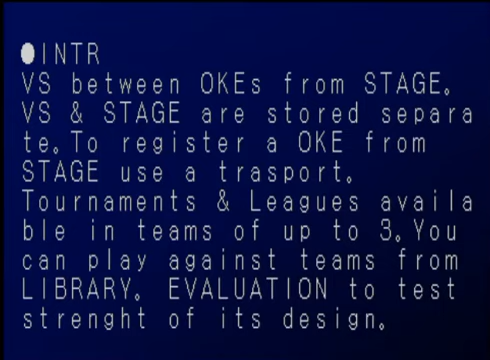 ●INTR
VS between OKEs from STAGE.
VS & STAGE are stored separa
te. To register a OKE from
STAGE use a trasport.
Tournaments & Leagues availa
ble in teams of up to 3. You
can play against teams from
LIBRARY. EVALUATION to test
strenght of its design.